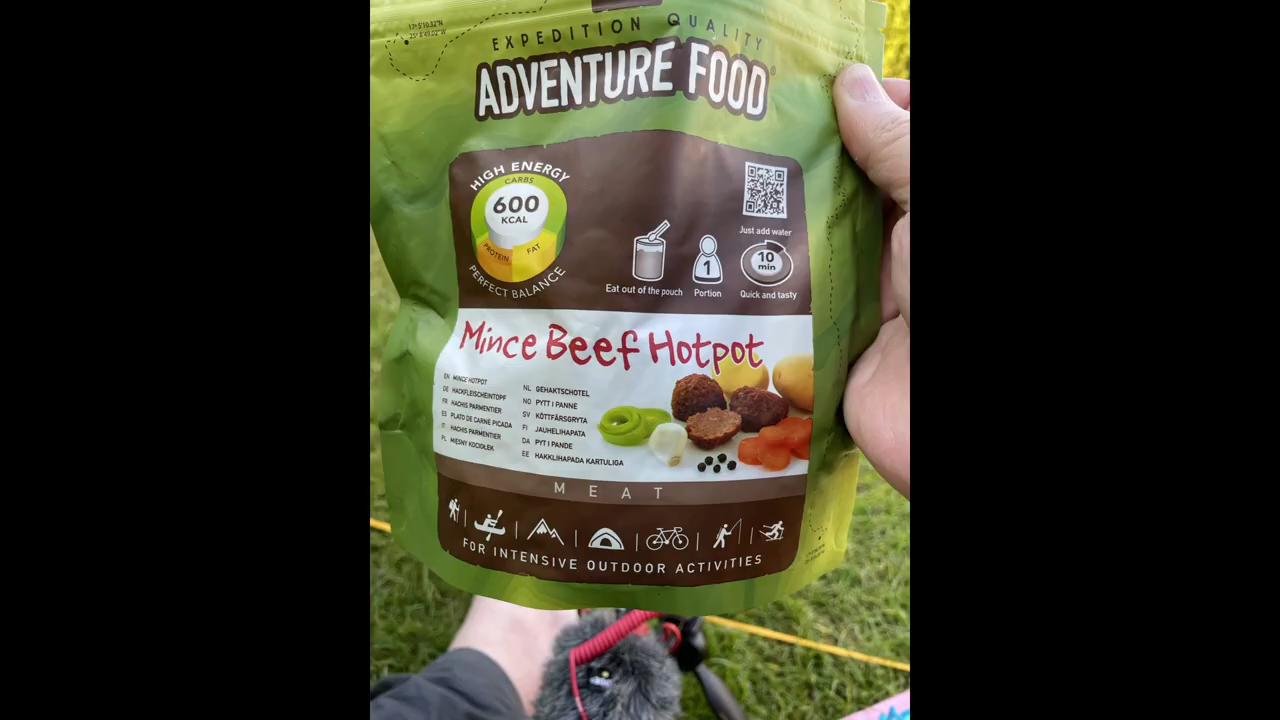 EXPEDITION QUALITY
ADVENTURE FOOD®
HIGH ENERGY
CARBS
600
KCAL
PROTEIN
FAT
PERFECT BALANCE
Just add water
1
10
min
Eat out of the pouch
Portion
Quick and tasty
Mince Beef Hotpot
EN MINCE HOTPOT
DE HACKFLEISCHEINTOPF
FR HACHIS PARMENTIER
ES PLATO DE CARNE PICADA
IT HACHIS PARMENTIER
PL MIĘSNY KOCIOŁEK
NL GEHAKTSCHOTEL
NO PYTT I PANNE
SV KÖTTFÄRSGRYTA
FI JAUHELIHAPATA
DA PYT I PANDE
EE HAKKLIHAPADA KARTULIGA
MEAT
FOR INTENSIVE OUTDOOR ACTIVITIES